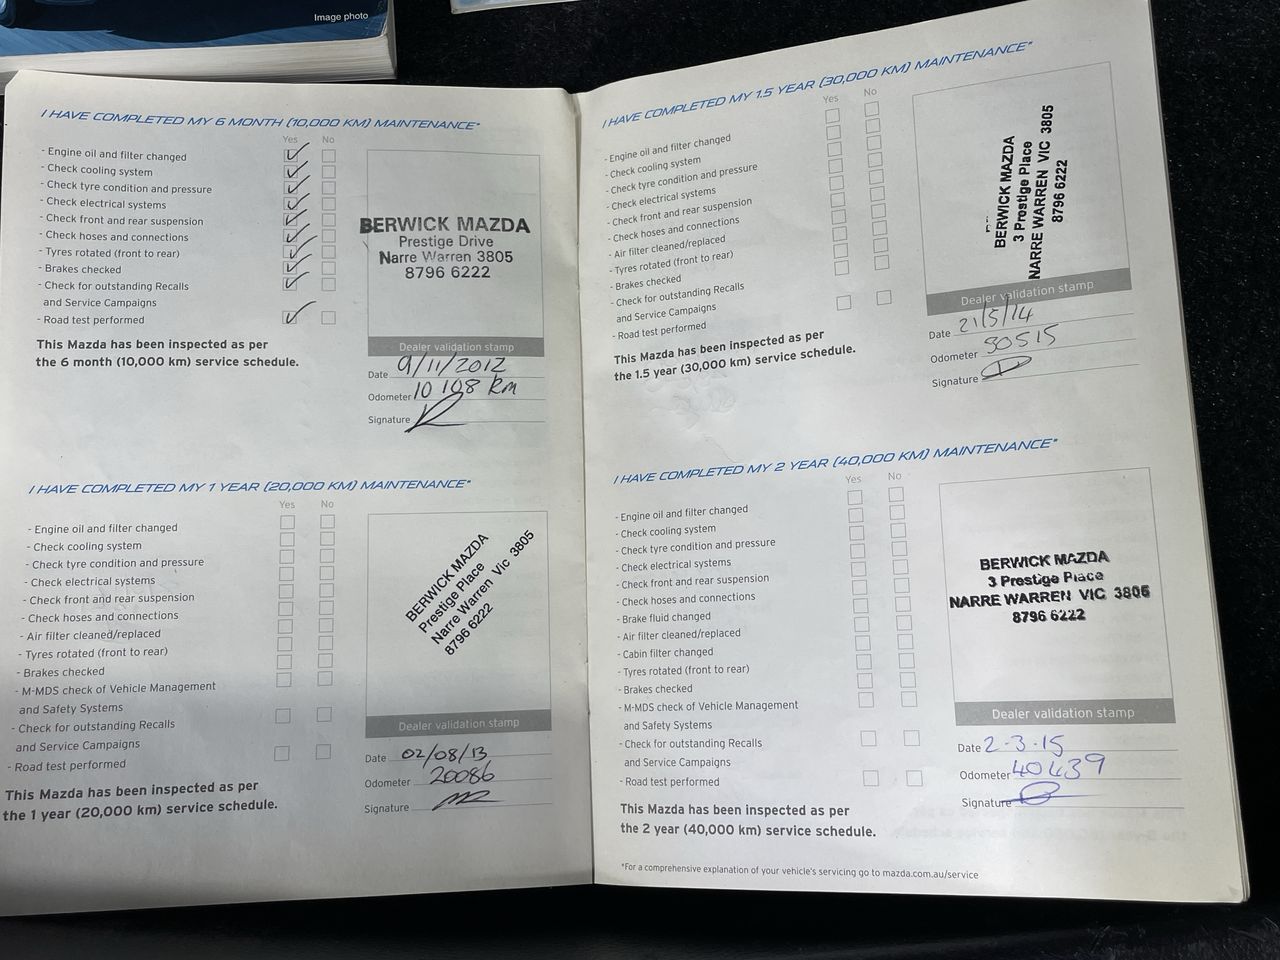 Image photo
I HAVE COMPLETED MY 6 MONTH (10,000 KM) MAINTENANCE*
Yes No
- Engine oil and filter changed
- Check cooling system
- Check tyre condition and pressure
- Check electrical systems
- Check front and rear suspension
- Check hoses and connections
- Tyres rotated (front to rear)
- Brakes checked
- Check for outstanding Recalls
and Service Campaigns
- Road test performed
This Mazda has been inspected as per
the 6 month (10,000 km) service schedule.
BERWICK MAZDA
Prestige Drive
Narre Warren 3805
8796 6222
Dealer validation stamp
Date 9/11/2012
Odometer 10 108 km
Signature
I HAVE COMPLETED MY 1 YEAR (20,000 KM) MAINTENANCE*
Yes No
- Engine oil and filter changed
- Check cooling system
- Check tyre condition and pressure
- Check electrical systems
- Check front and rear suspension
- Check hoses and connections
- Air filter cleaned/replaced
- Tyres rotated (front to rear)
- Brakes checked
- M-MDS check of Vehicle Management
and Safety Systems
- Check for outstanding Recalls
and Service Campaigns
- Road test performed
This Mazda has been inspected as per
the 1 year (20,000 km) service schedule.
BERWICK MAZDA
Prestige Place
Narre Warren Vic 3805
8796 6222
Dealer validation stamp
Date 02/08/13
Odometer 20086
Signature
I HAVE COMPLETED MY 1.5 YEAR (30,000 KM) MAINTENANCE*
Yes No
- Engine oil and filter changed
- Check cooling system
- Check tyre condition and pressure
- Check electrical systems
- Check front and rear suspension
- Check hoses and connections
- Air filter cleaned/replaced
- Tyres rotated (front to rear)
- Brakes checked
- Check for outstanding Recalls
and Service Campaigns
- Road test performed
This Mazda has been inspected as per
the 1.5 year (30,000 km) service schedule.
BERWICK MAZDA
3 Prestige Place
NARRE WARREN VIC 3805
8796 6222
Dealer validation stamp
Date 21/5/14
Odometer 30515
Signature
I HAVE COMPLETED MY 2 YEAR (40,000 KM) MAINTENANCE*
Yes No
- Engine oil and filter changed
- Check cooling system
- Check tyre condition and pressure
- Check electrical systems
- Check front and rear suspension
- Check hoses and connections
- Brake fluid changed
- Air filter cleaned/replaced
- Cabin filter changed
- Tyres rotated (front to rear)
- Brakes checked
- M-MDS check of Vehicle Management
and Safety Systems
- Check for outstanding Recalls
and Service Campaigns
- Road test performed
This Mazda has been inspected as per
the 2 year (40,000 km) service schedule.
BERWICK MAZDA
3 Prestige Place
NARRE WARREN VIC 3805
8796 6222
Dealer validation stamp
Date 2-3-15
Odometer 40439
Signature
*For a comprehensive explanation of your vehicle's servicing go to mazda.com.au/service